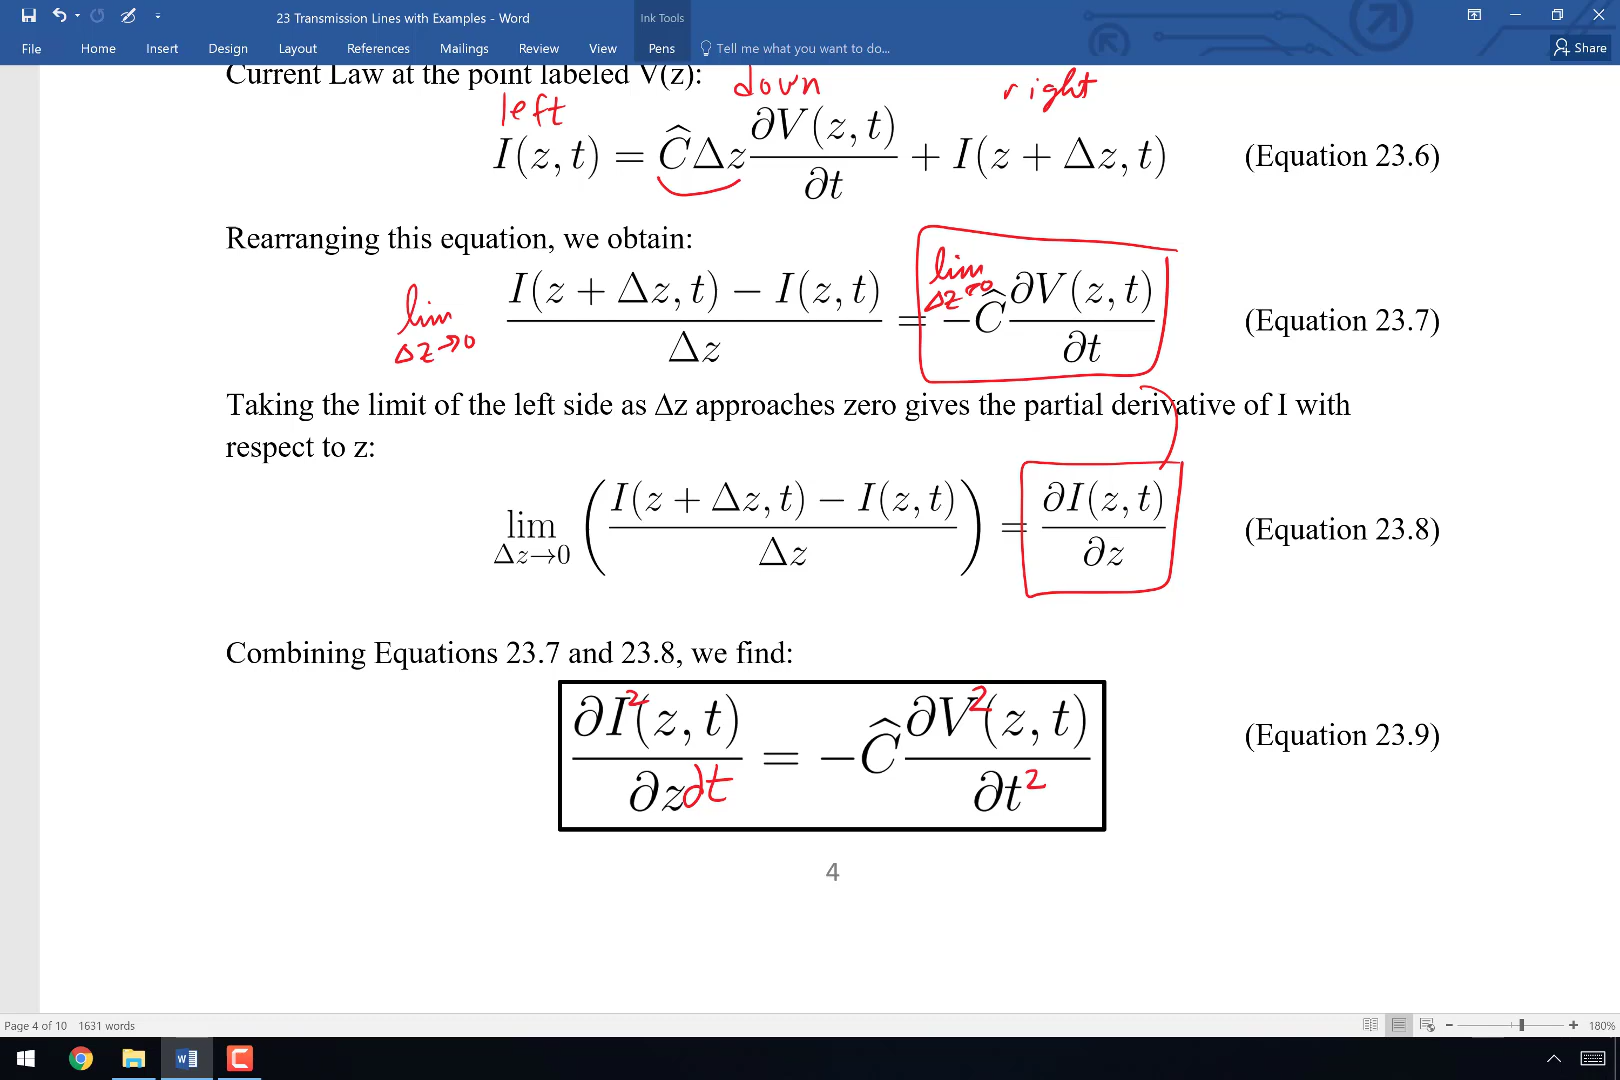 23 Transmission Lines with Examples - Word
Ink Tools
File Home Insert Design Layout References Mailings Review View Pens Tell me what you want to do... Share
Current Law at the point labeled V(z):
left down right
I(z, t) = ĈΔz ∂V(z, t)/∂t + I(z + Δz, t) (Equation 23.6)
Rearranging this equation, we obtain:
lim Δz→0 (I(z + Δz, t) − I(z, t))/Δz = lim Δz→0 −Ĉ ∂V(z, t)/∂t (Equation 23.7)
Taking the limit of the left side as Δz approaches zero gives the partial derivative of I with
respect to z:
lim Δz→0 ((I(z + Δz, t) − I(z, t))/Δz) = ∂I(z, t)/∂z (Equation 23.8)
Combining Equations 23.7 and 23.8, we find:
∂I²(z, t)/∂z∂t = −Ĉ ∂V²(z, t)/∂t² (Equation 23.9)
4
Page 4 of 10 1631 words 180%